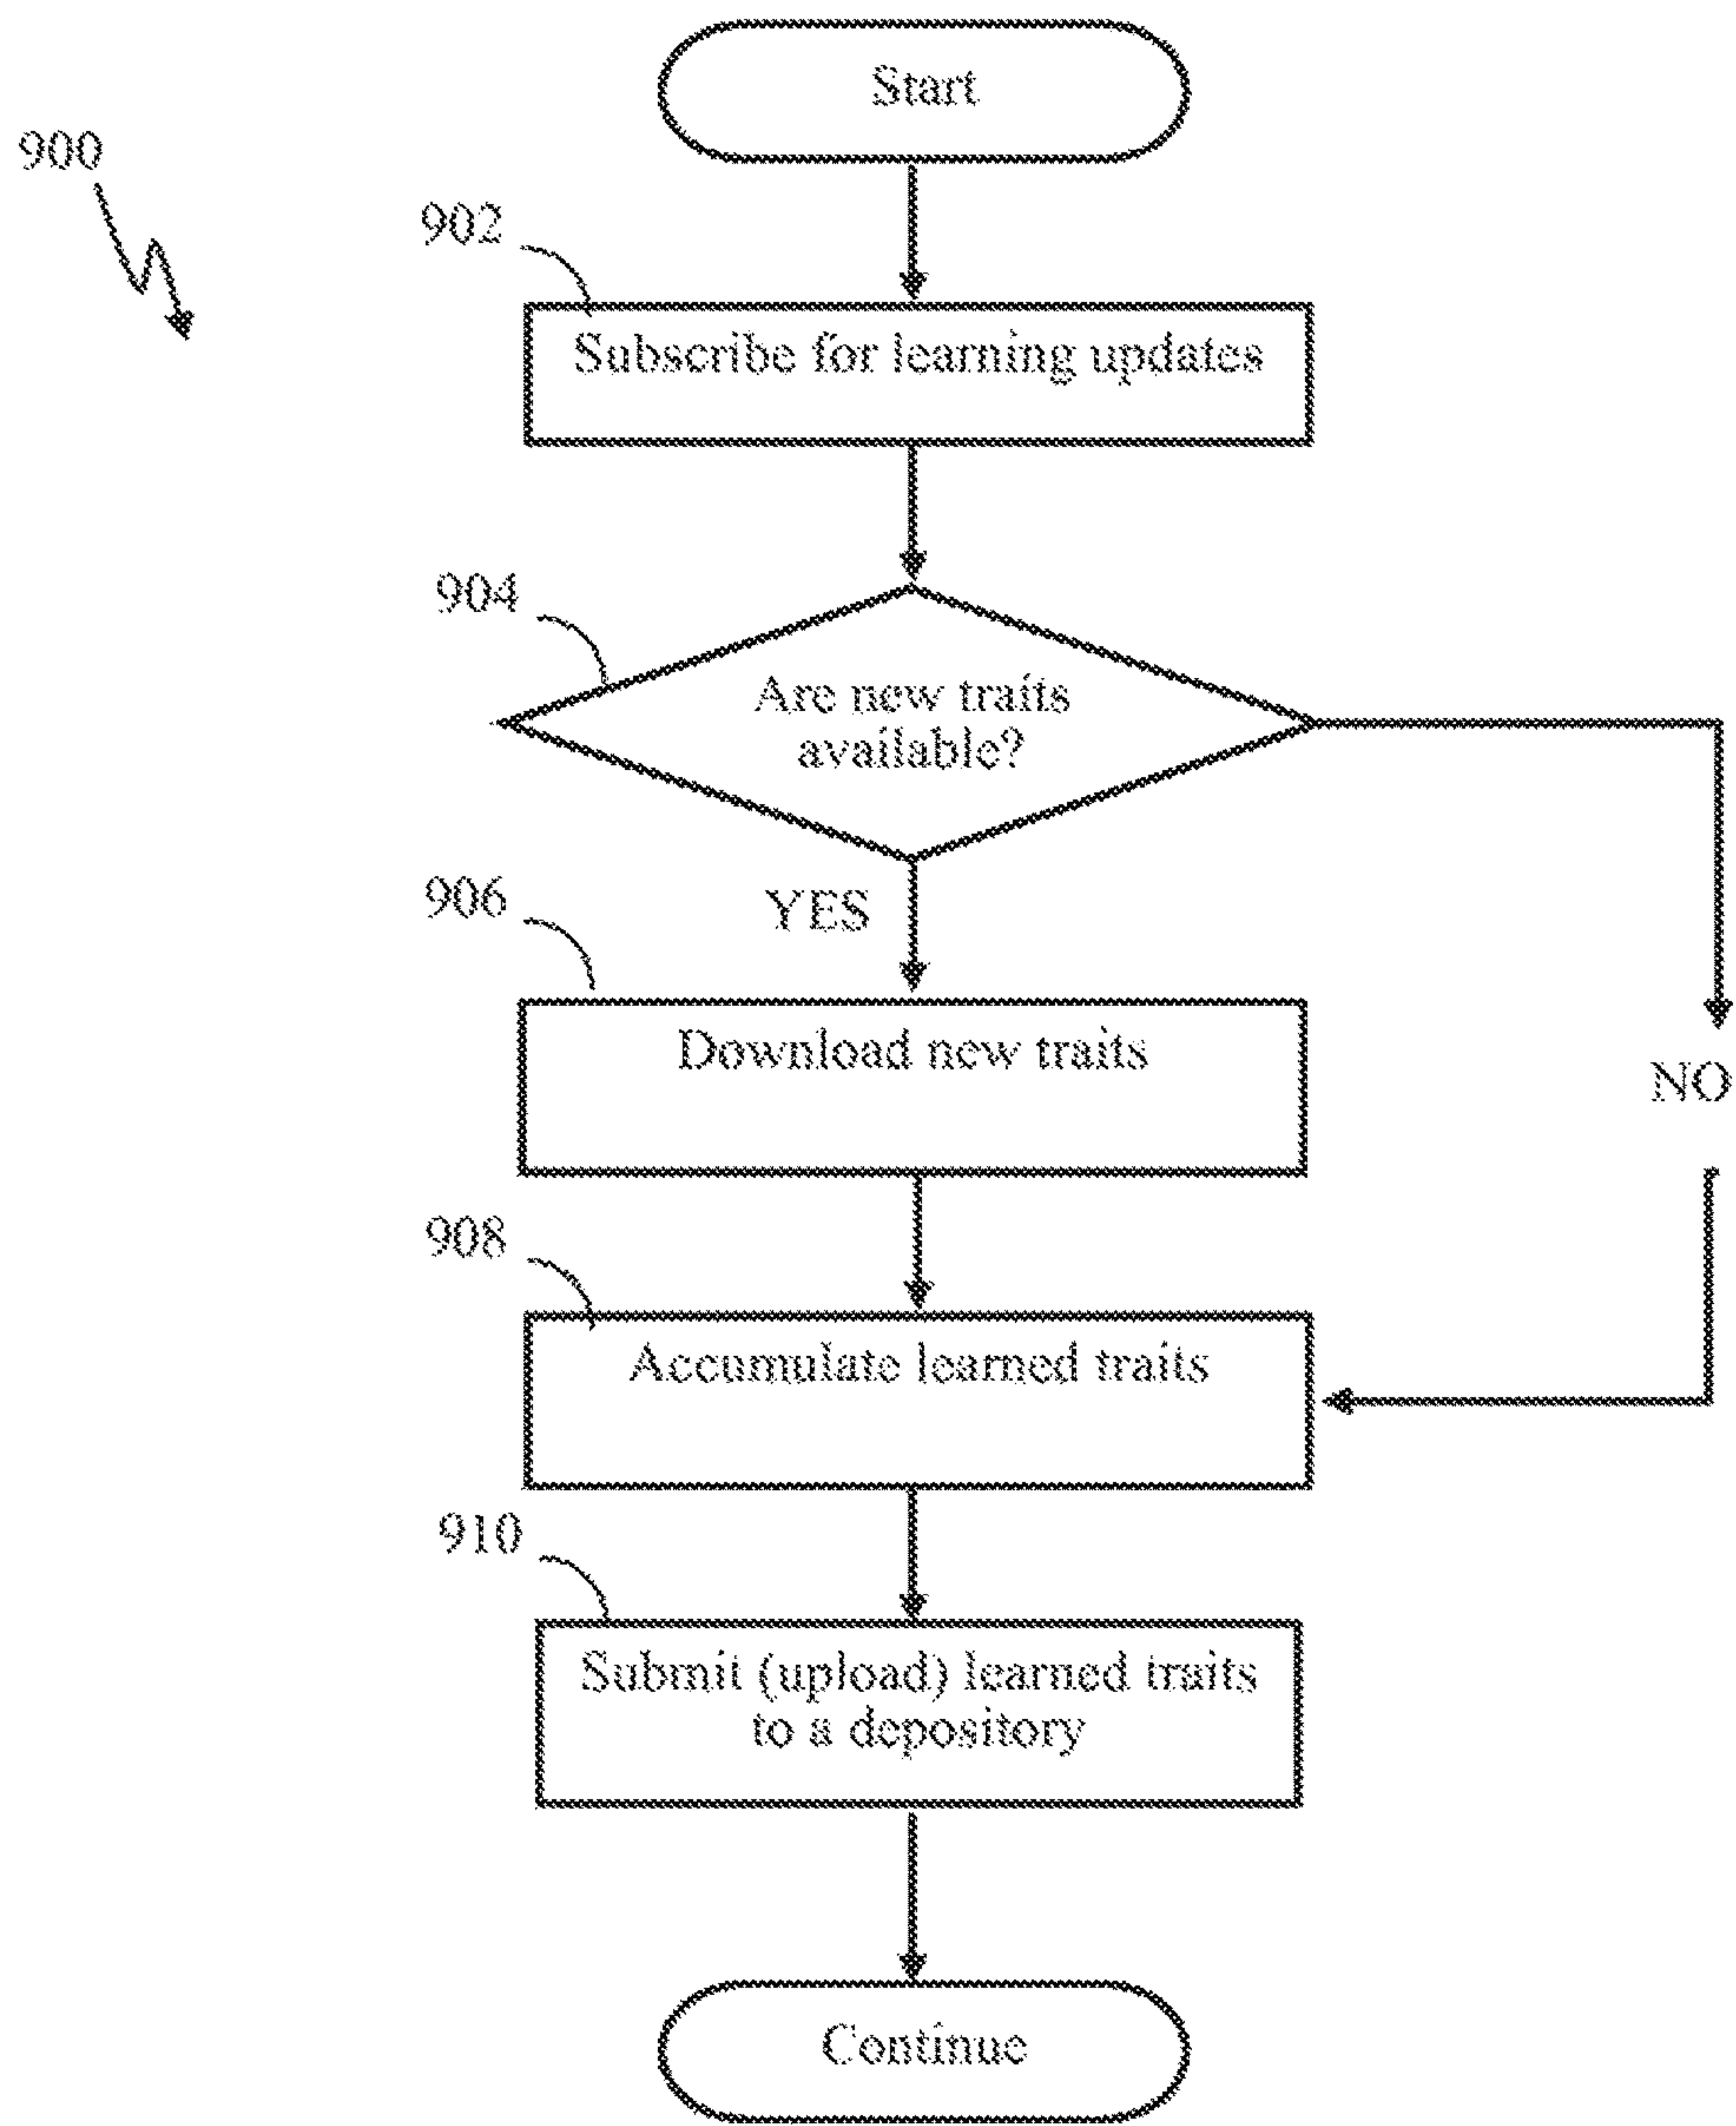 Start
900
902
Subscribe for learning updates
904
Are new traits
available?
906
YES
Download new traits
NO
908
Accumulate learned traits
910
Submit (upload) learned traits
to a depository
Continue